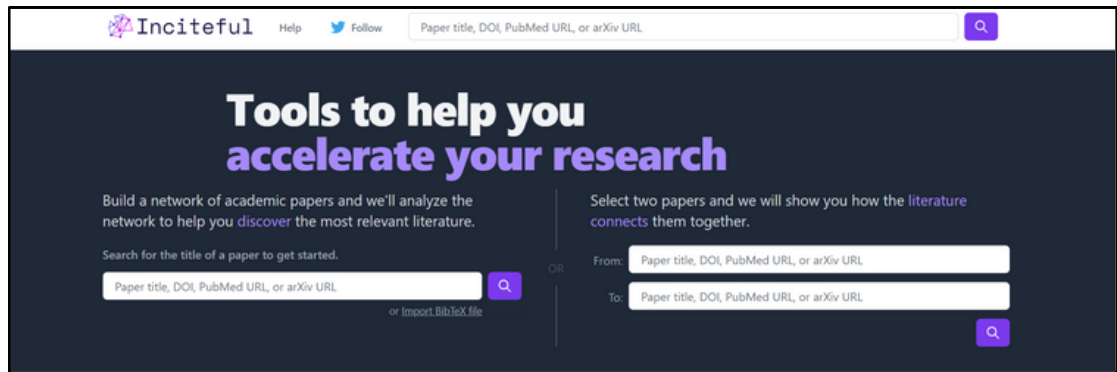 Inciteful Help Follow Paper title, DOI, PubMed URL, or arXiv URL
Tools to help you
accelerate your research
Build a network of academic papers and we'll analyze the
network to help you discover the most relevant literature.
Search for the title of a paper to get started.
Paper title, DOI, PubMed URL, or arXiv URL
or Import BibTeX file
OR
Select two papers and we will show you how the literature
connects them together.
From: Paper title, DOI, PubMed URL, or arXiv URL
To: Paper title, DOI, PubMed URL, or arXiv URL